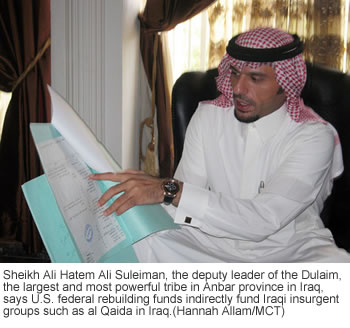 Sheikh Ali Hatem Ali Suleiman, the deputy leader of the Dulaim,
the largest and most powerful tribe in Anbar province in Iraq,
says U.S. federal rebuilding funds indirectly fund Iraqi insurgent
groups such as al Qaida in Iraq.(Hannah Allam/MCT)